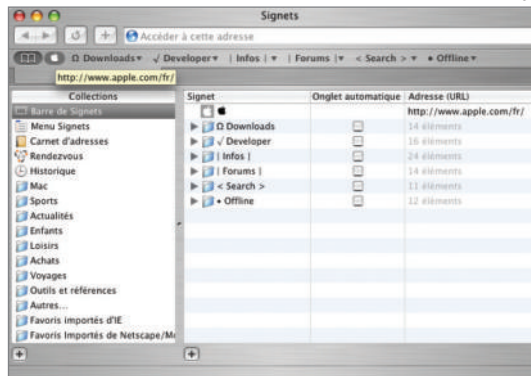 Signets
Accéder à cette adresse
Ω Downloads ▾ √ Developer ▾ | Infos | ▾ | Forums | ▾ < Search > ▾ • Offline ▾
http://www.apple.com/fr/
Collections Signet Onglet automatique Adresse (URL)
Barre de Signets http://www.apple.com/fr/
Menu Signets Ω Downloads 14 éléments
Carnet d'adresses √ Developer 16 éléments
Rendezvous | Infos | 24 éléments
Historique | Forums | 14 éléments
Mac < Search > 11 éléments
Sports • Offline 12 éléments
Actualités
Enfants
Loisirs
Achats
Voyages
Outils et références
Autres...
Favoris importés d'IE
Favoris Importés de Netscape/Mo